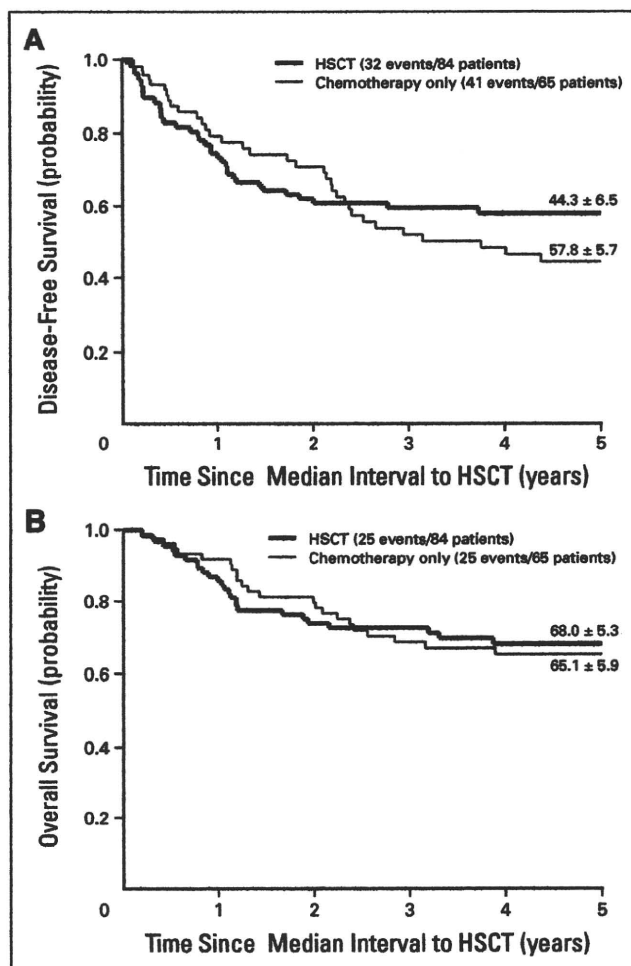 A
HSCT (32 events/84 patients)
Chemotherapy only (41 events/65 patients)
Disease-Free Survival (probability)
1.0
0.8
0.6
0.4
0.2
0
1
2
3
4
5
44.3 ± 6.5
57.8 ± 5.7
Time Since Median Interval to HSCT (years)
B
HSCT (25 events/84 patients)
Chemotherapy only (25 events/65 patients)
Overall Survival (probability)
1.0
0.8
0.6
0.4
0.2
0
1
2
3
4
5
68.0 ± 5.3
65.1 ± 5.9
Time Since Median Interval to HSCT (years)